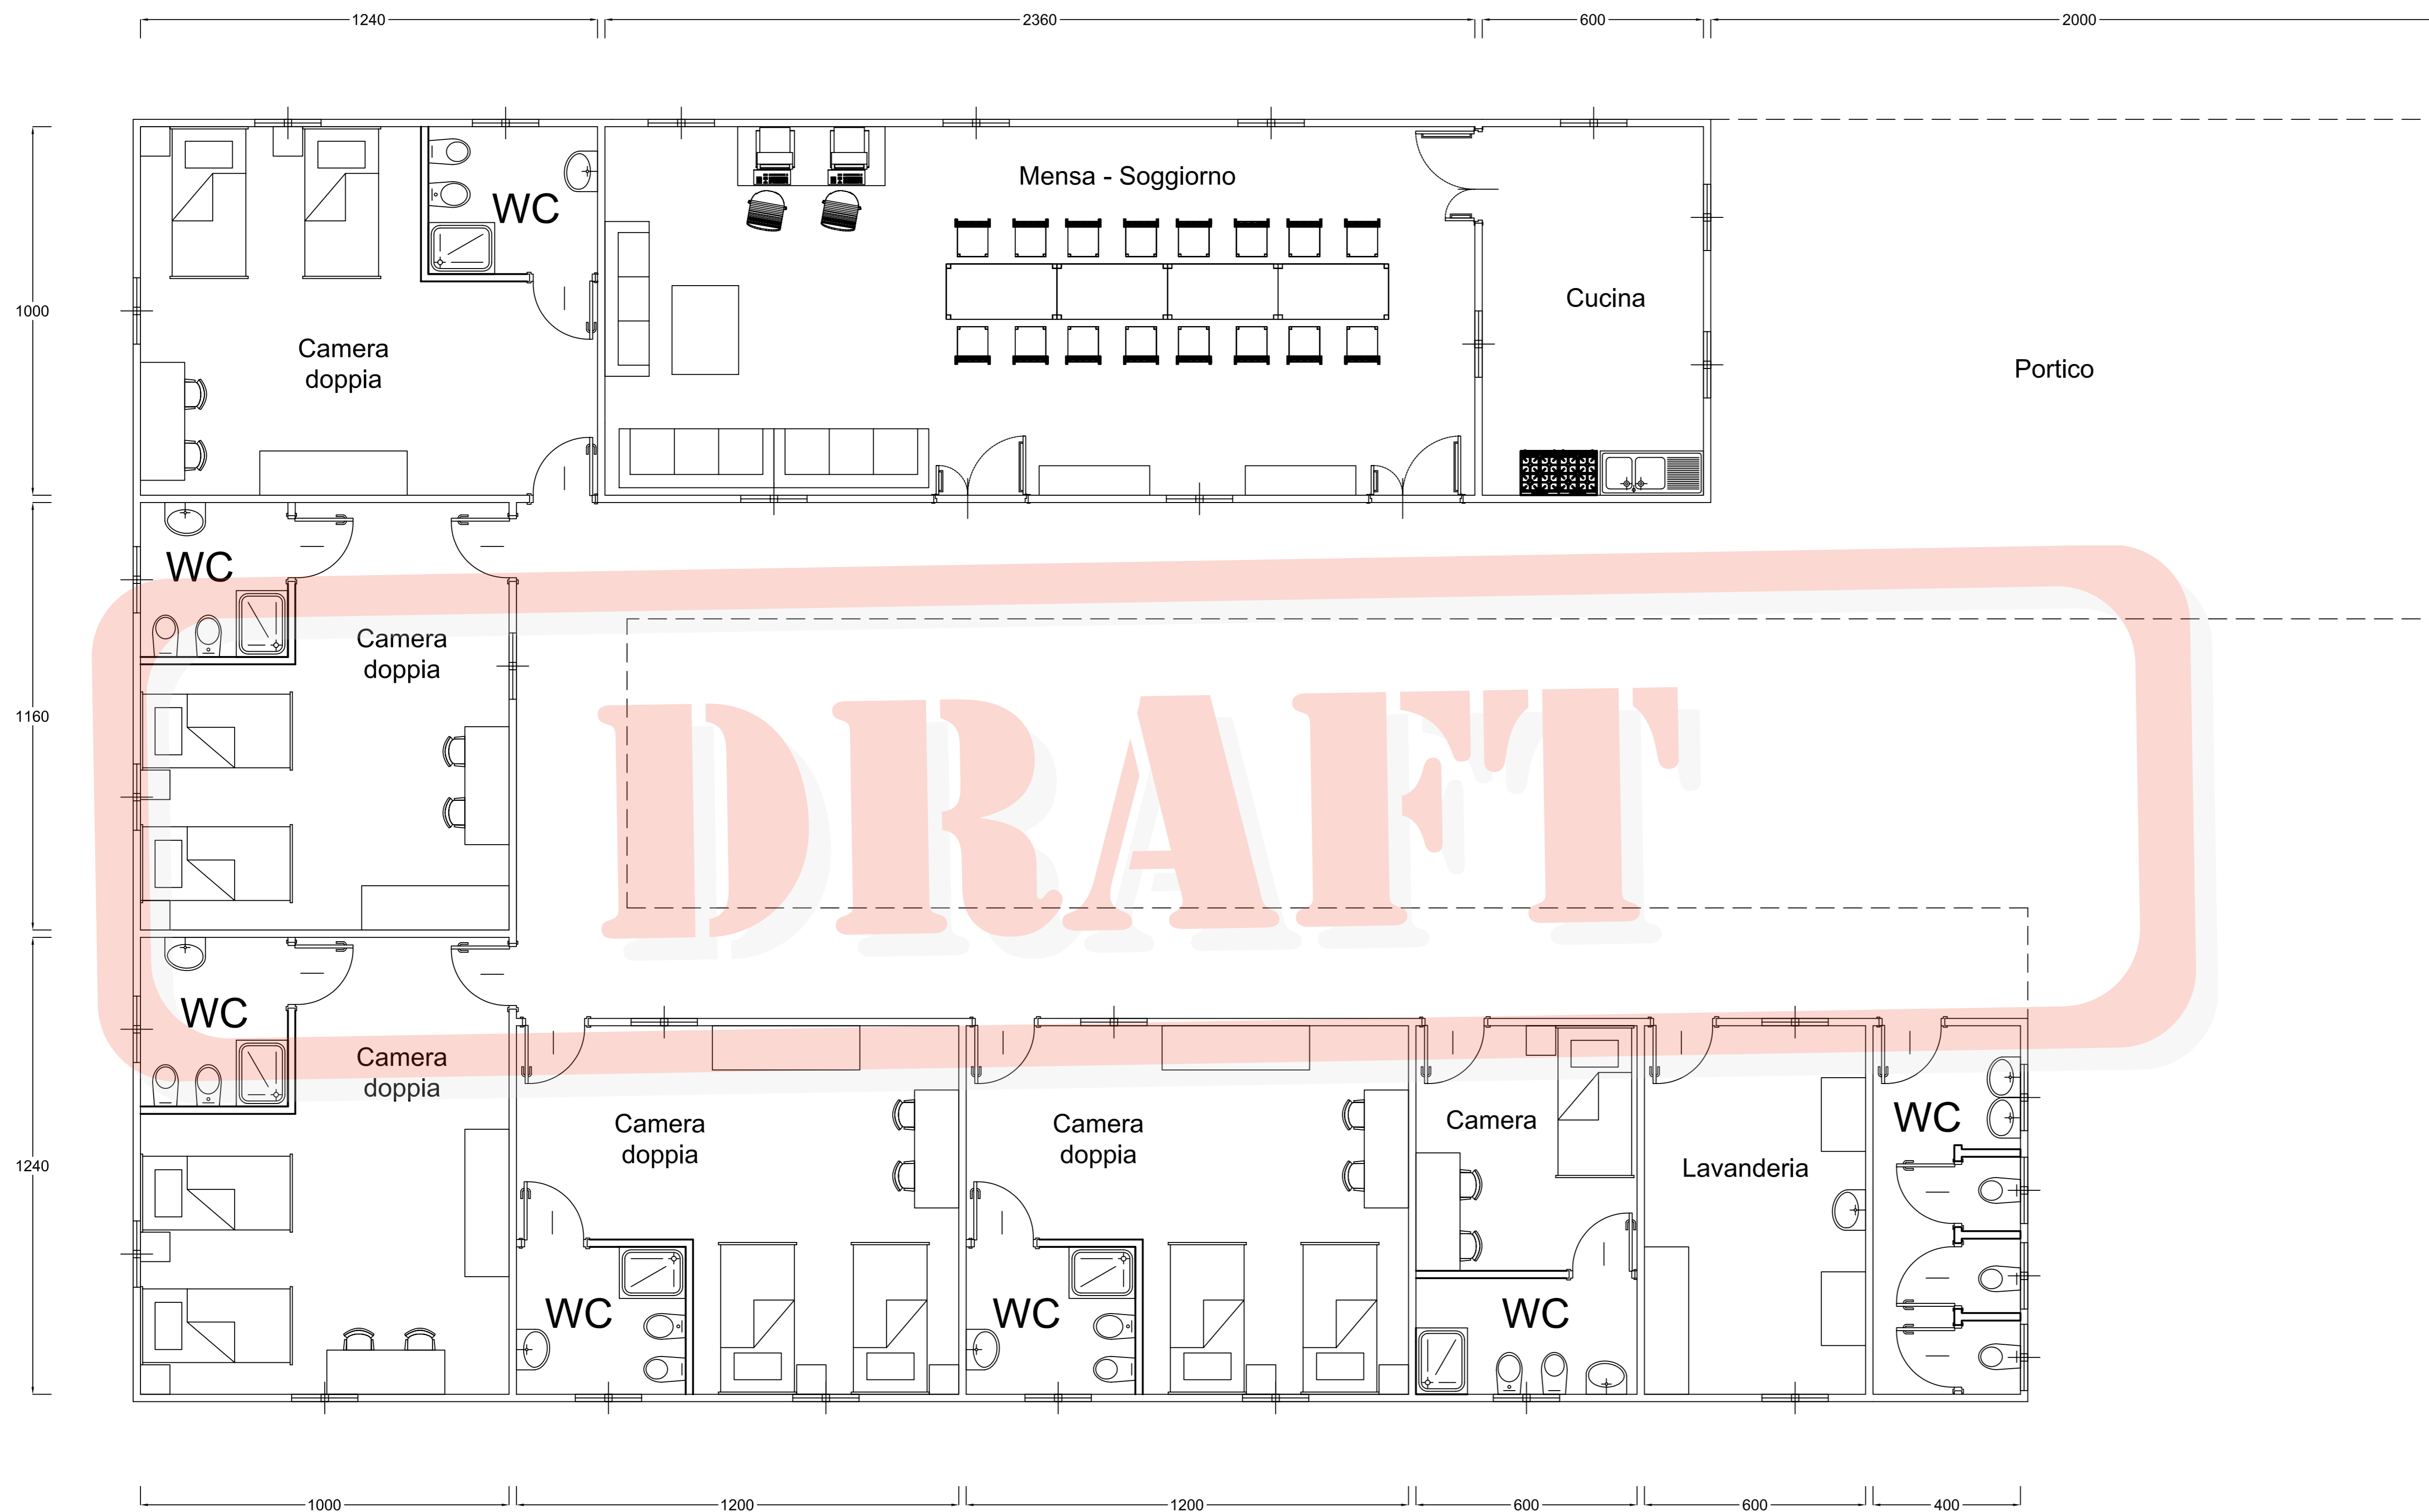 1240
2360
600
2000
Mensa - Soggiorno
WC
Cucina
1000
Camera
doppia
Portico
WC
Camera
doppia
1160
DRAFT
WC
Camera
doppia
1240
Camera
doppia
Camera
doppia
Camera
WC
Lavanderia
WC
WC
WC
1000
1200
1200
600
600
400